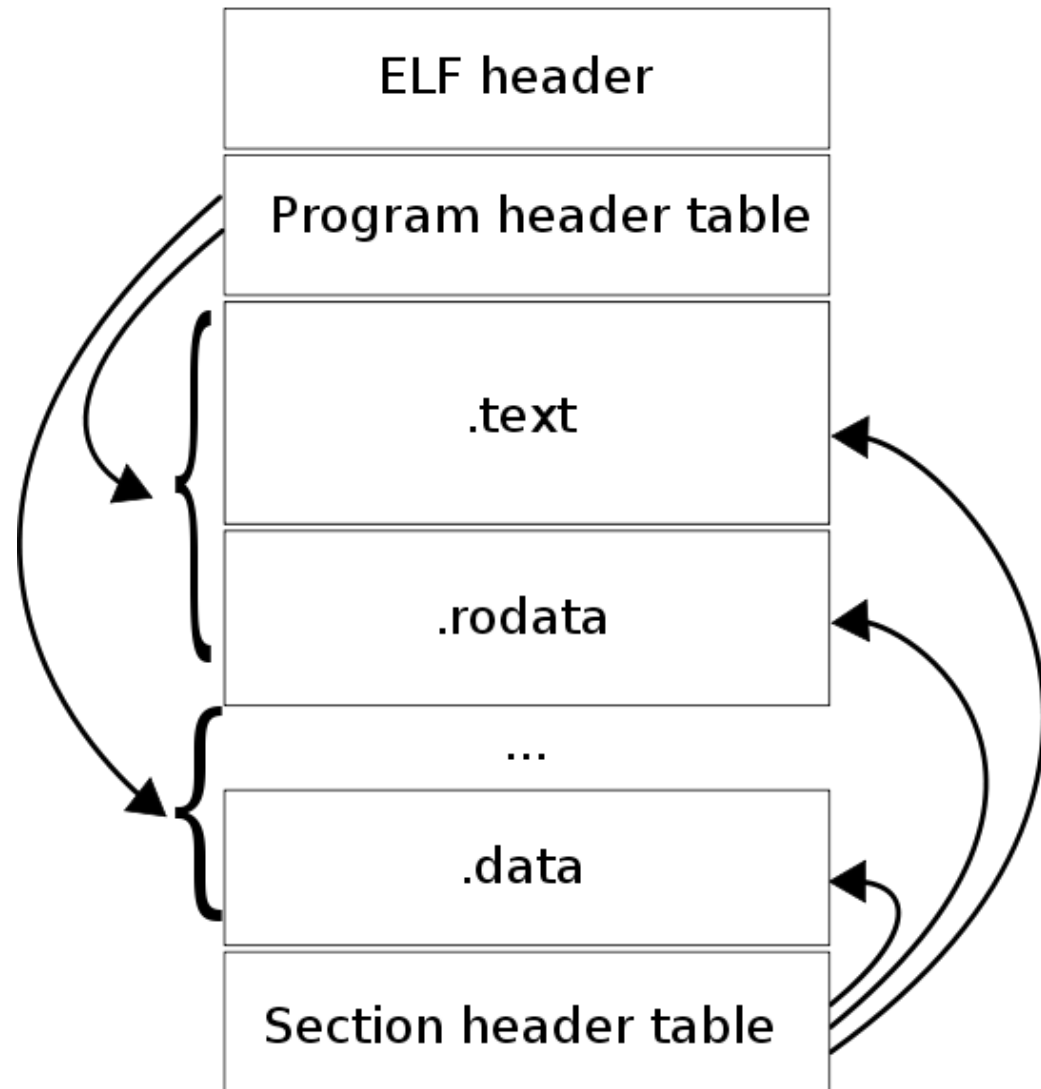 ELF header
Program header table
.text
.rodata
...
.data
Section header table